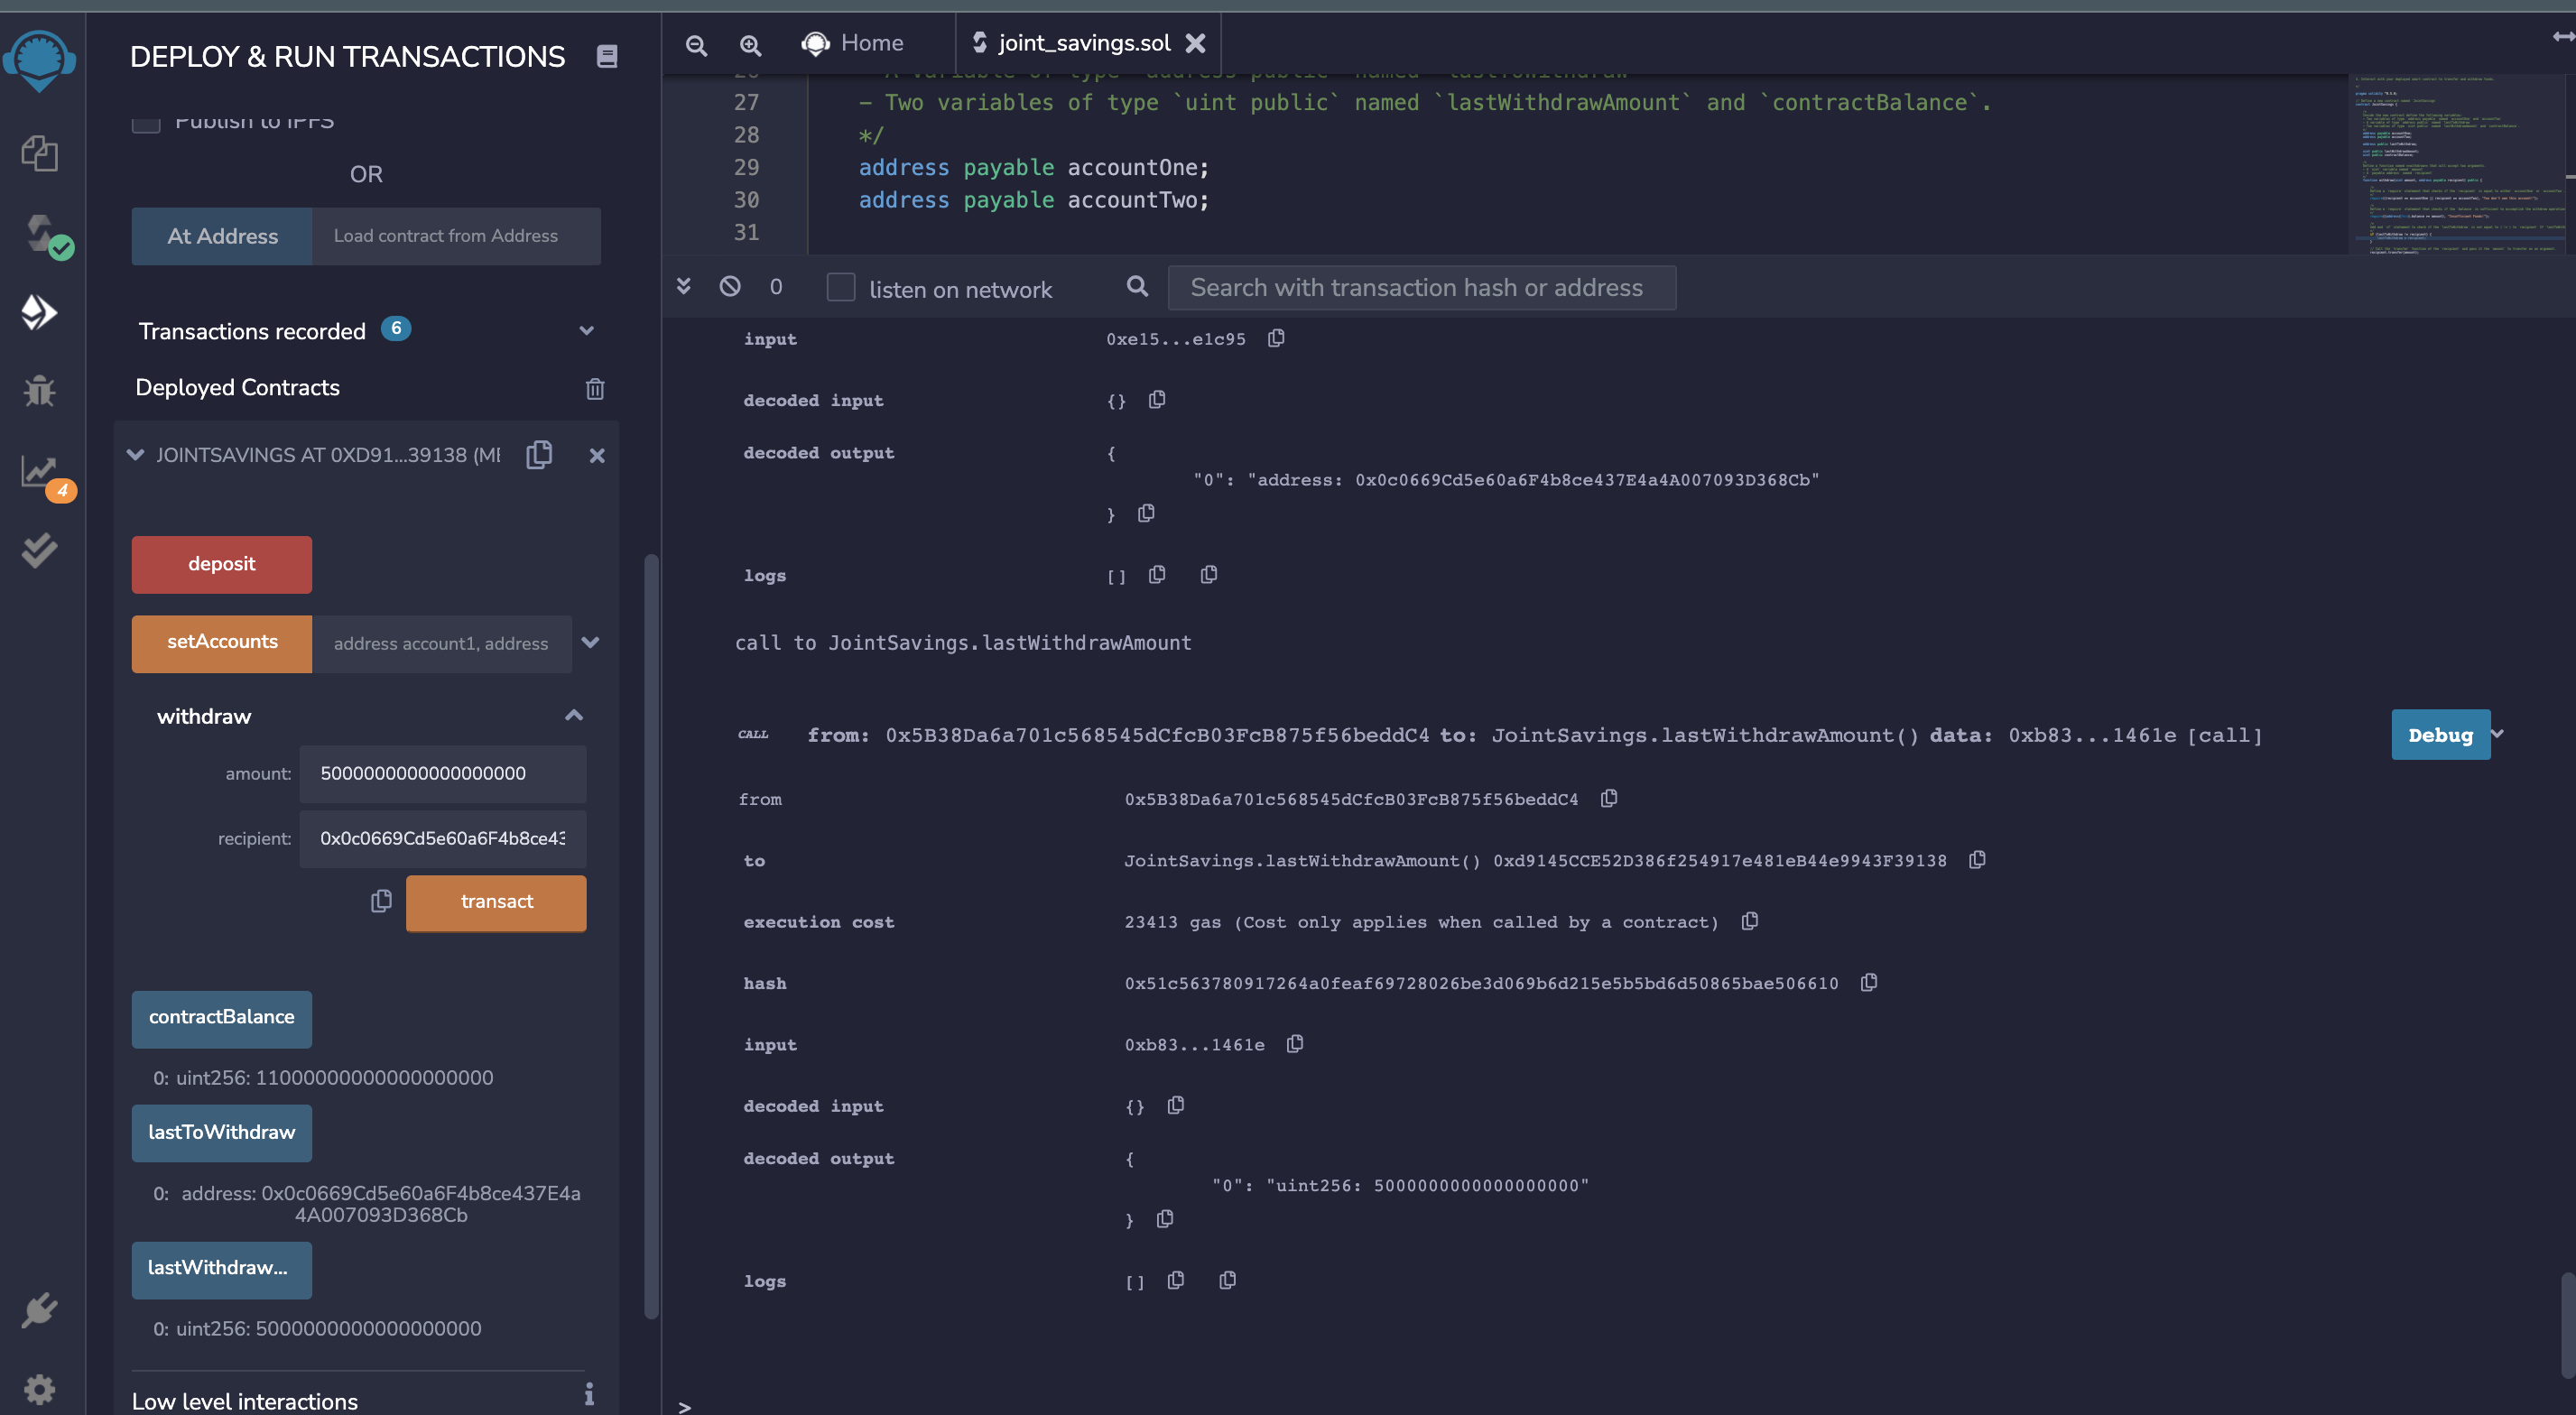 DEPLOY & RUN TRANSACTIONS
Publish to IPFS
OR
At Address
Load contract from Address
Transactions recorded 6
Deployed Contracts
JOINTSAVINGS AT 0XD91...39138 (ME
4
deposit
setAccounts
address account1, address
withdraw
amount: 5000000000000000000
recipient: 0x0c0669Cd5e60a6F4b8ce43
transact
contractBalance
0: uint256: 11000000000000000000
lastToWithdraw
0: address: 0x0c0669Cd5e60a6F4b8ce437E4a
4A007093D368Cb
lastWithdraw...
0: uint256: 5000000000000000000
Low level interactions
Home
joint_savings.sol
27 - Two variables of type `uint public` named `lastWithdrawAmount` and `contractBalance`.
28 */
29 address payable accountOne;
30 address payable accountTwo;
31
0
listen on network
Search with transaction hash or address
input 0xe15...e1c95
decoded input {}
decoded output {
"0": "address: 0x0c0669Cd5e60a6F4b8ce437E4a4A007093D368Cb"
}
logs []
call to JointSavings.lastWithdrawAmount
CALL from: 0x5B38Da6a701c568545dCfcB03FcB875f56beddC4 to: JointSavings.lastWithdrawAmount() data: 0xb83...1461e [call]
Debug
from 0x5B38Da6a701c568545dCfcB03FcB875f56beddC4
to JointSavings.lastWithdrawAmount() 0xd9145CCE52D386f254917e481eB44e9943F39138
execution cost 23413 gas (Cost only applies when called by a contract)
hash 0x51c563780917264a0feaf69728026be3d069b6d215e5b5bd6d50865bae506610
input 0xb83...1461e
decoded input {}
decoded output {
"0": "uint256: 5000000000000000000"
}
logs []
>